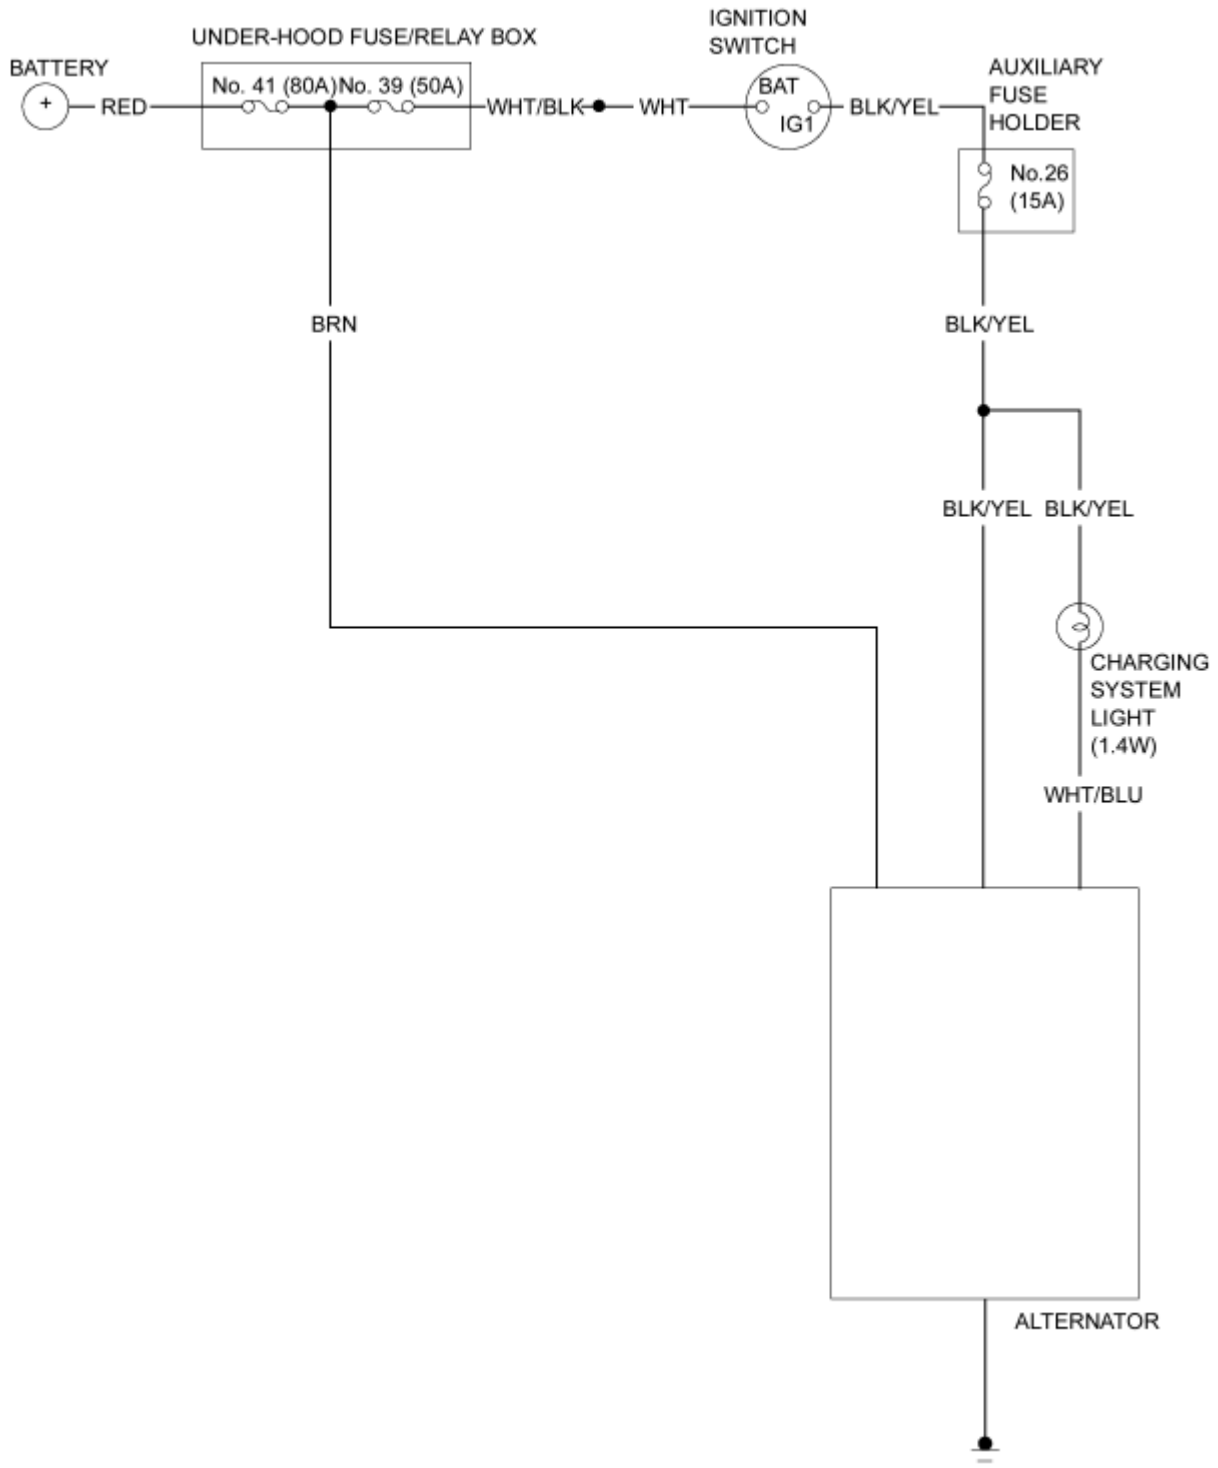 IGNITION
SWITCH
UNDER-HOOD FUSE/RELAY BOX
BATTERY
AUXILIARY
FUSE
HOLDER
No. 41 (80A) No. 39 (50A)
BAT
+
RED
WHT/BLK
WHT
BLK/YEL
IG1
No.26
(15A)
BRN
BLK/YEL
BLK/YEL BLK/YEL
CHARGING
SYSTEM
LIGHT
(1.4W)
WHT/BLU
ALTERNATOR